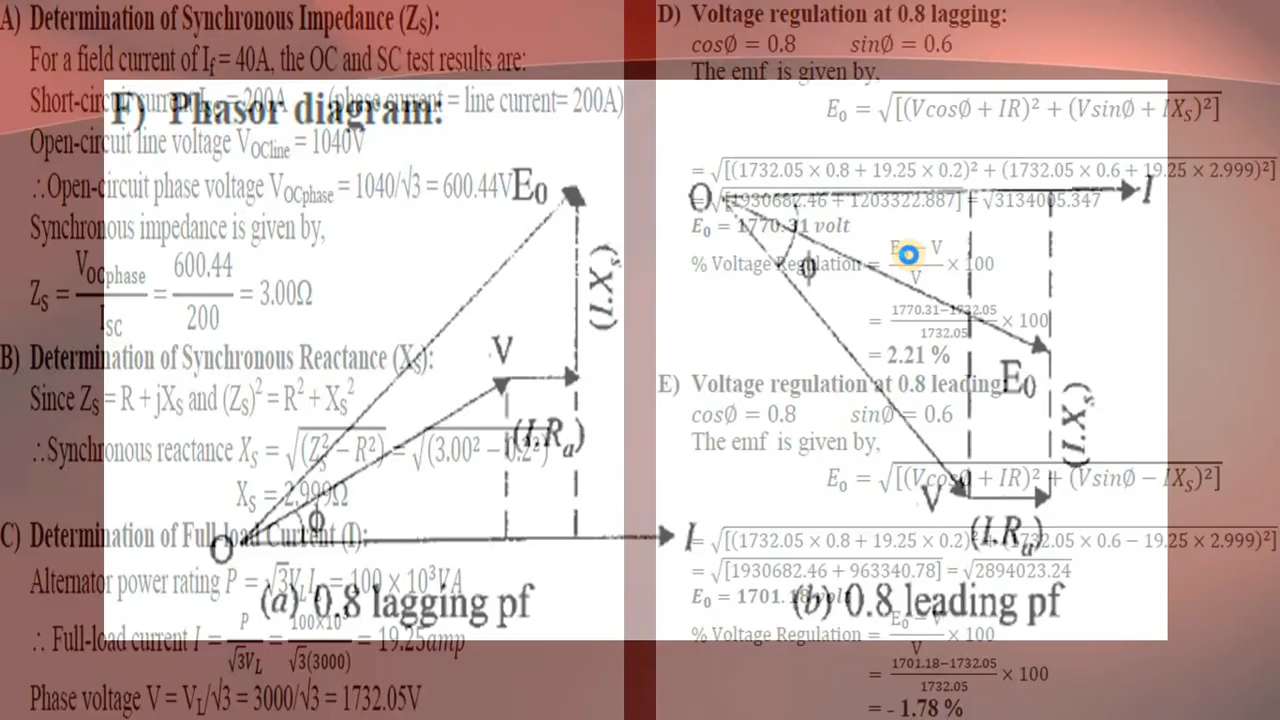 A) Determination of Synchronous Impedance (ZS):
For a field current of If = 40A, the OC and SC test results are:
Short-circuit current = 200A (phase current = line current= 200A)
Open-circuit line voltage VOCline = 1040V
∴Open-circuit phase voltage VOCphase = 1040/√3 = 600.44V
Synchronous impedance is given by,
ZS = VOCphase/ISC = 600.44/200 = 3.00Ω
B) Determination of Synchronous Reactance (XS):
Since ZS = R + jXS and (ZS)² = R² + XS²
∴Synchronous reactance XS = √(ZS² − R²) = √(3.00² − 0.2²)
XS = 2.999Ω
C) Determination of Full-load Current (I):
Alternator power rating P = √3VLIL = 100 × 10³VA
∴ Full-load current I = P/√3VL = 100×10³/√3(3000) = 19.25amp
Phase voltage V = VL/√3 = 3000/√3 = 1732.05V
D) Voltage regulation at 0.8 lagging:
cosØ = 0.8 sinØ = 0.6
The emf is given by,
E0 = √[(VcosØ + IR)² + (VsinØ + IXS)²]
= √[(1732.05 × 0.8 + 19.25 × 0.2)² + (1732.05 × 0.6 + 19.25 × 2.999)²]
= √[1930682.46 + 1203322.887] = √3134005.347
E0 = 1770.31 volt
% Voltage Regulation = E0 − V/V × 100
= 1770.31−1732.05/1732.05 × 100
= 2.21 %
E) Voltage regulation at 0.8 leading:
cosØ = 0.8 sinØ = 0.6
The emf is given by,
E0 = √[(VcosØ + IR)² + (VsinØ − IXS)²]
= √[(1732.05 × 0.8 + 19.25 × 0.2)² + (1732.05 × 0.6 − 19.25 × 2.999)²]
= √[1930682.46 + 963340.78] = √2894023.24
E0 = 1701.18 volt
% Voltage Regulation = E0 − V/V × 100
= 1701.18−1732.05/1732.05 × 100
= - 1.78 %
F) Phasor diagram:
E0
(I.Xs)
V
(I.Ra)
ϕ
O
I
(a) 0.8 lagging pf
O
I
ϕ
E0
(I.Xs)
V
(I.Ra)
(b) 0.8 leading pf